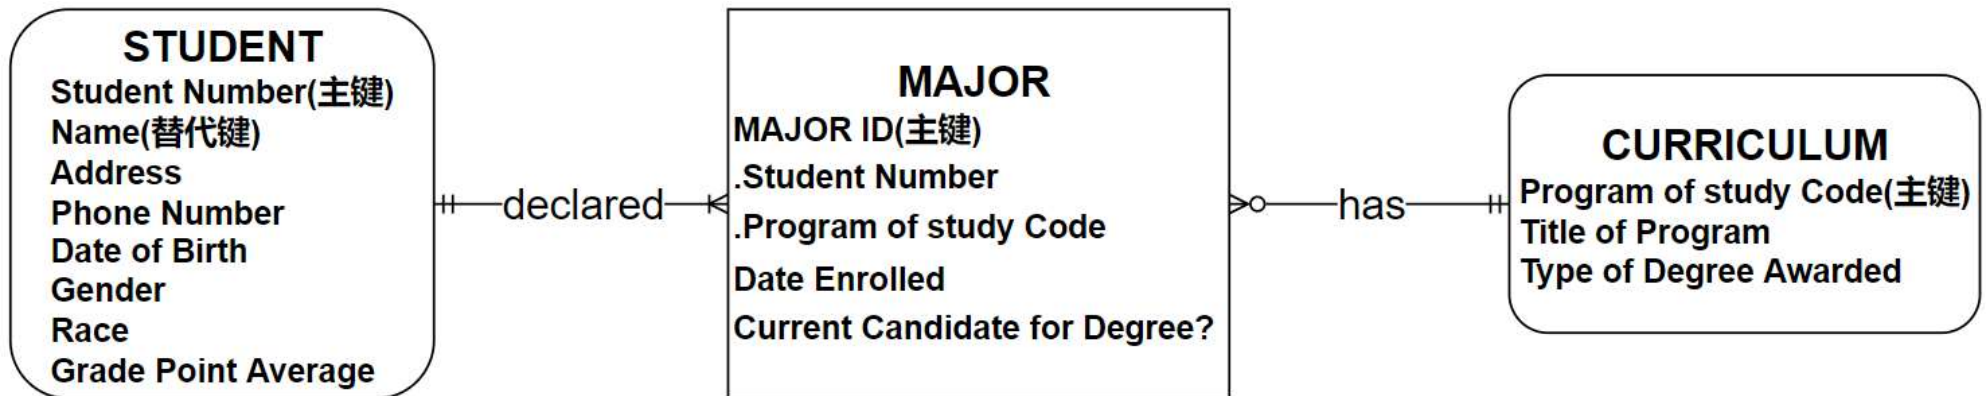 STUDENT
Student Number(主键)
Name(替代键)
Address
Phone Number
Date of Birth
Gender
Race
Grade Point Average
declared
MAJOR
MAJOR ID(主键)
.Student Number
.Program of study Code
Date Enrolled
Current Candidate for Degree?
has
CURRICULUM
Program of study Code(主键)
Title of Program
Type of Degree Awarded